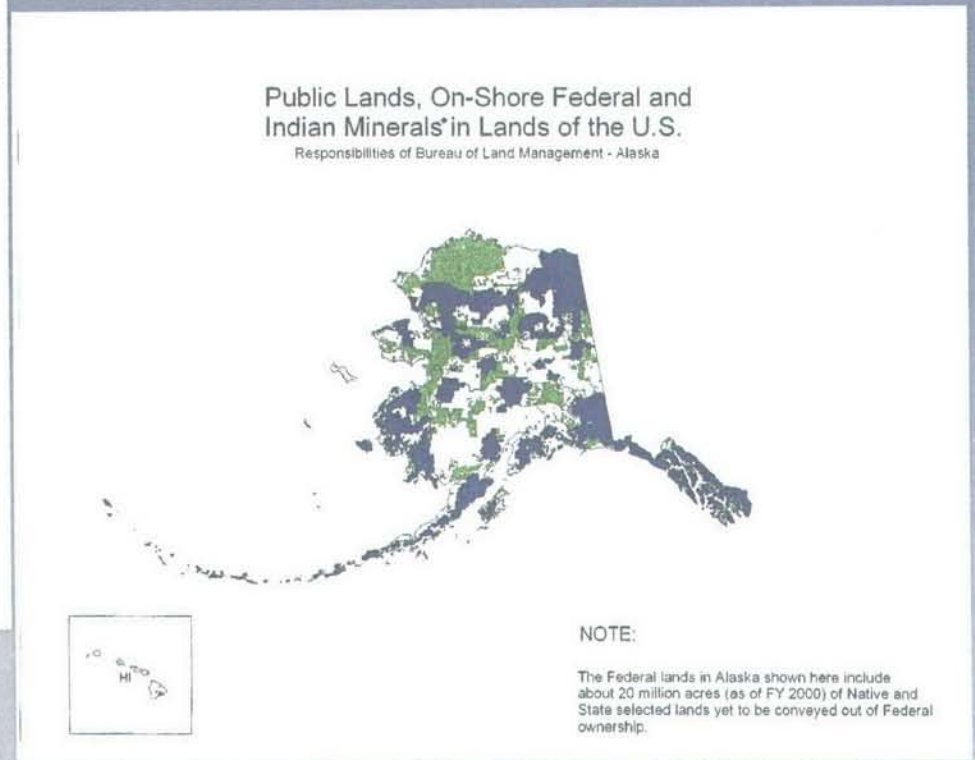 Public Lands, On-Shore Federal and
Indian Minerals* in Lands of the U.S.
Responsibilities of Bureau of Land Management - Alaska
HI
NOTE:
The Federal lands in Alaska shown here include
about 20 million acres (as of FY 2000) of Native and
State selected lands yet to be conveyed out of Federal
ownership.